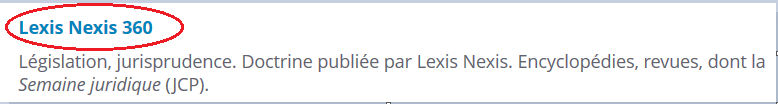 Lexis Nexis 360
Législation, jurisprudence. Doctrine publiée par Lexis Nexis. Encyclopédies, revues, dont la
Semaine juridique (JCP).